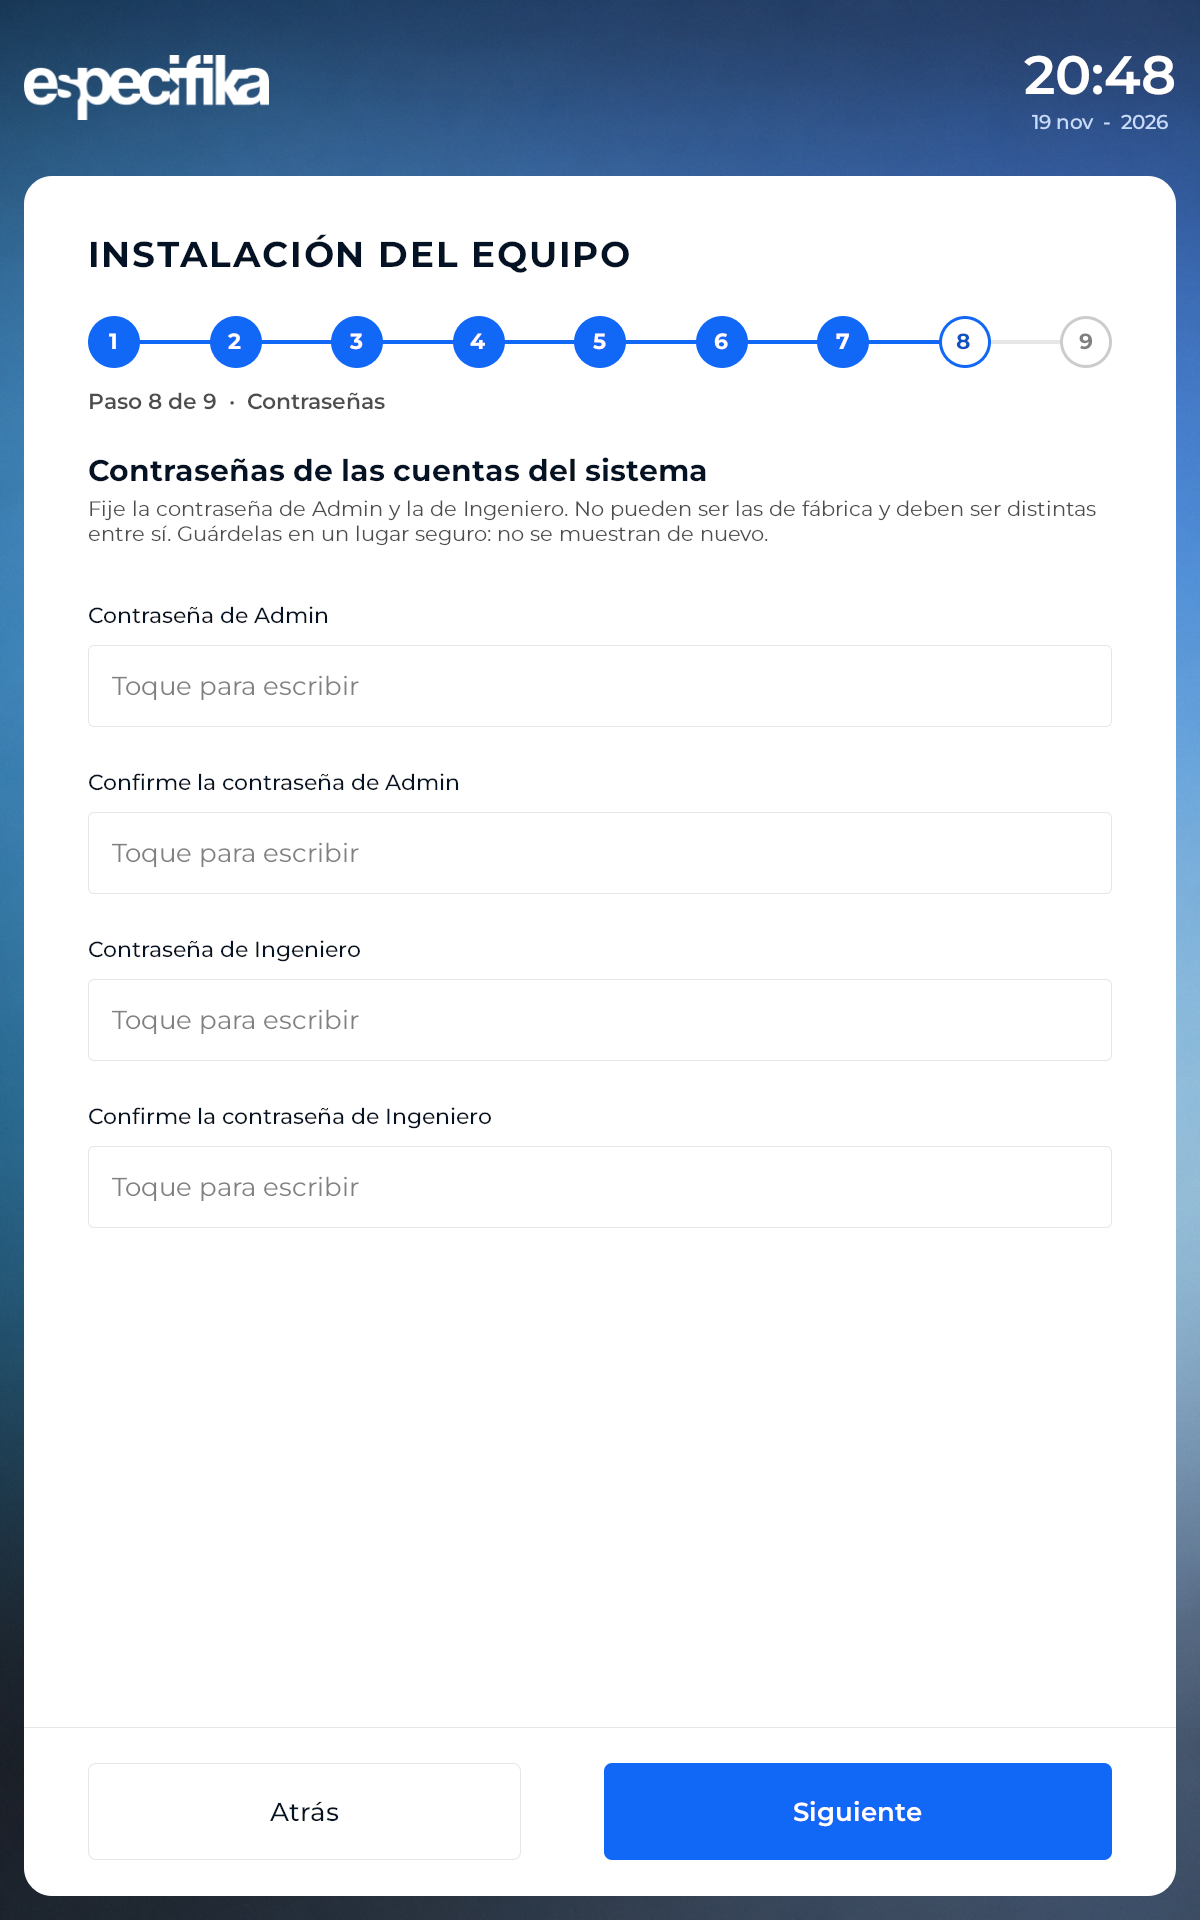 especifika
20:48
19 nov - 2026
INSTALACIÓN DEL EQUIPO
1 2 3 4 5 6 7 8 9
Paso 8 de 9 · Contraseñas
Contraseñas de las cuentas del sistema
Fije la contraseña de Admin y la de Ingeniero. No pueden ser las de fábrica y deben ser distintas
entre sí. Guárdelas en un lugar seguro: no se muestran de nuevo.
Contraseña de Admin
Toque para escribir
Confirme la contraseña de Admin
Toque para escribir
Contraseña de Ingeniero
Toque para escribir
Confirme la contraseña de Ingeniero
Toque para escribir
Atrás
Siguiente